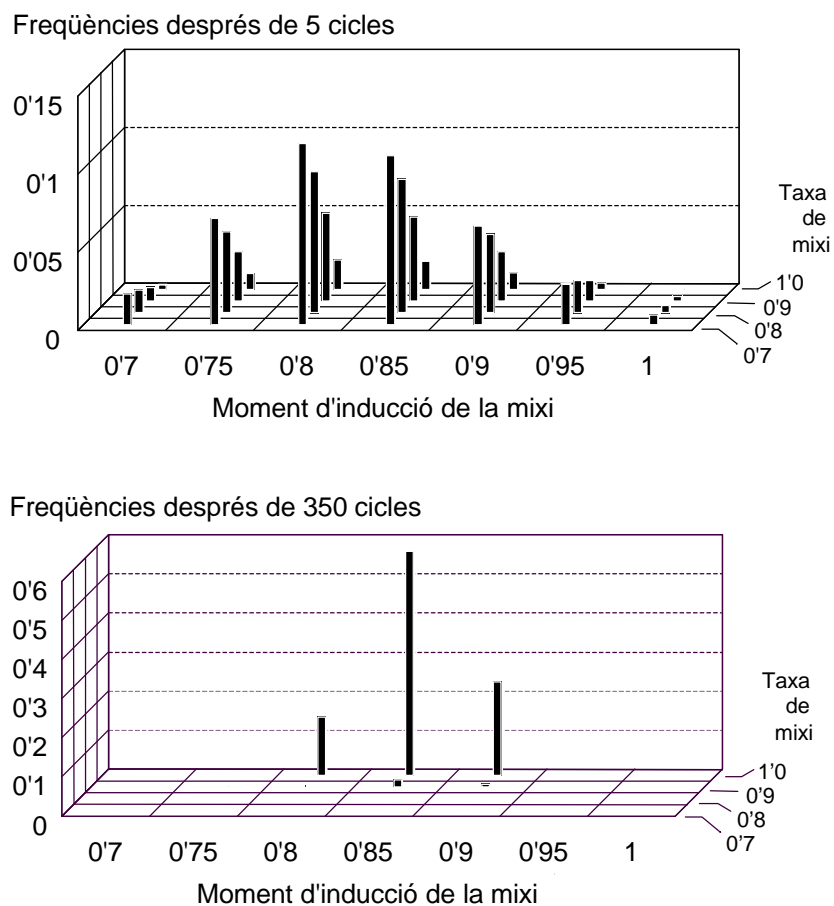 Freqüències després de 5 cicles
0'15
0'1
0'05
0
Taxa
de
mixi
1'0
0'9
0'8
0'7
0'7 0'75 0'8 0'85 0'9 0'95 1
Moment d'inducció de la mixi
Freqüències després de 350 cicles
0'6
0'5
0'4
0'3
0'2
0'1
0
Taxa
de
mixi
1'0
0'9
0'8
0'7
0'7 0'75 0'8 0'85 0'9 0'95 1
Moment d'inducció de la mixi